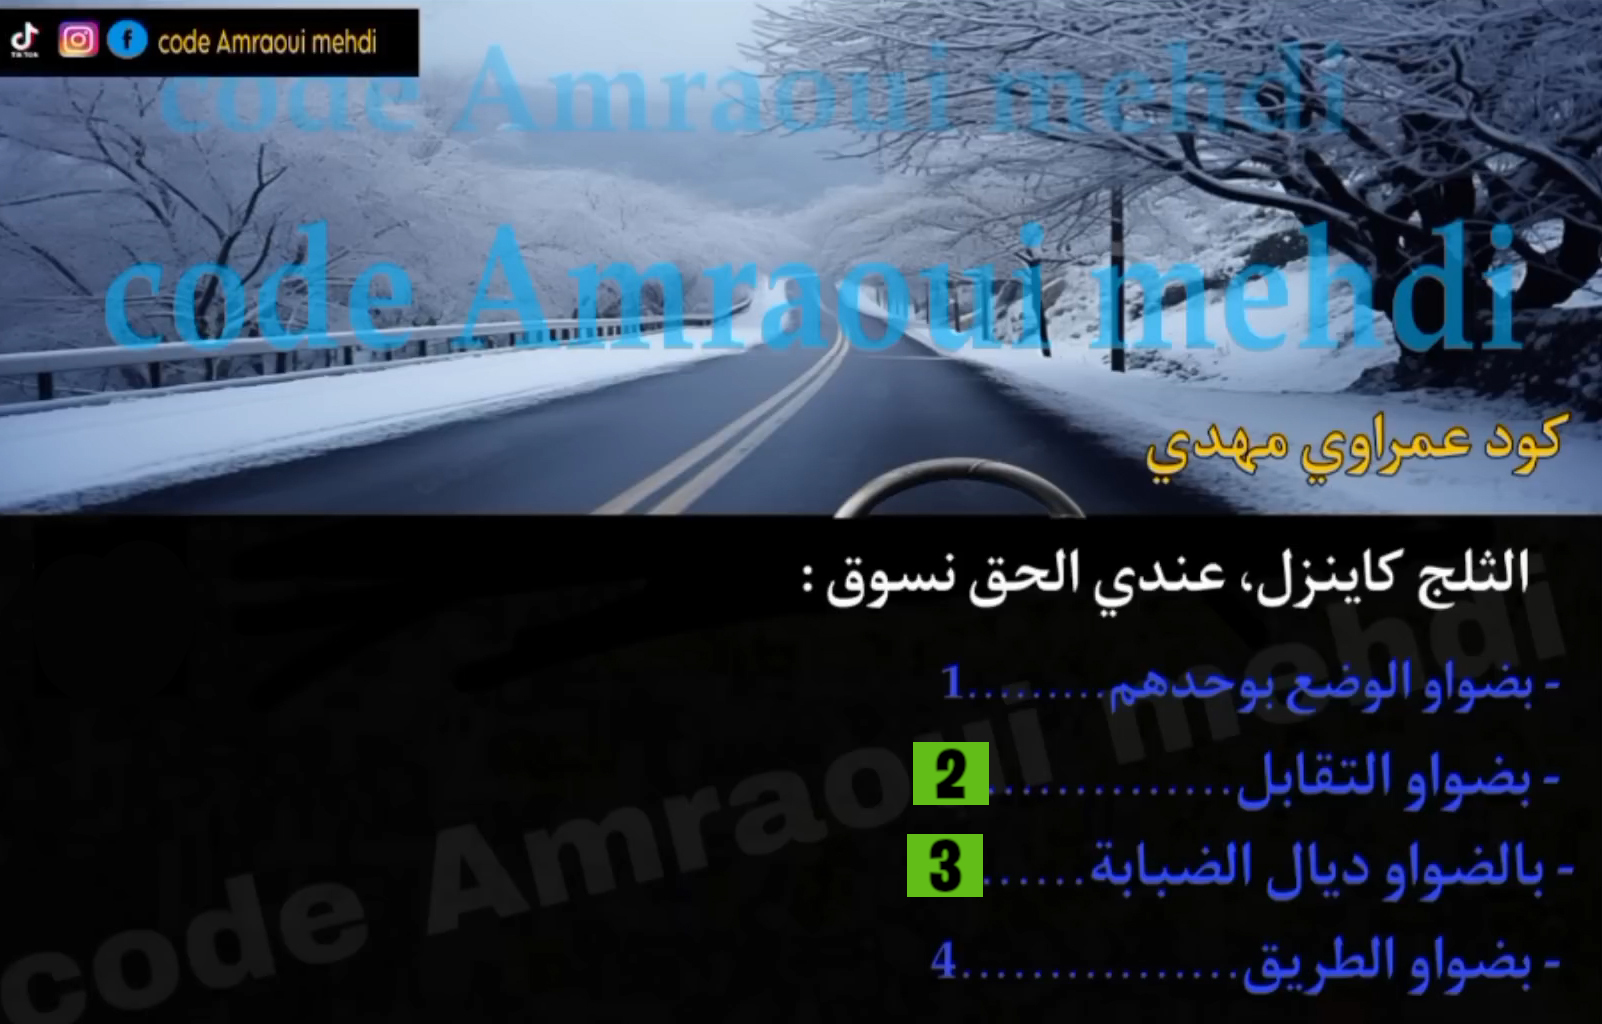 code Amraoui mehdi
code Amraoui mehdi
code Amraoui mehdi
كود عمراوي مهدي
الثلج كاينزل، عندي الحق نسوق :
- بضواو الوضع بوحدهم.........1
- بضواو التقابل..............2
- بالضواو ديال الضبابة......3
- بضواو الطريق................4
code Amraoui mehdi